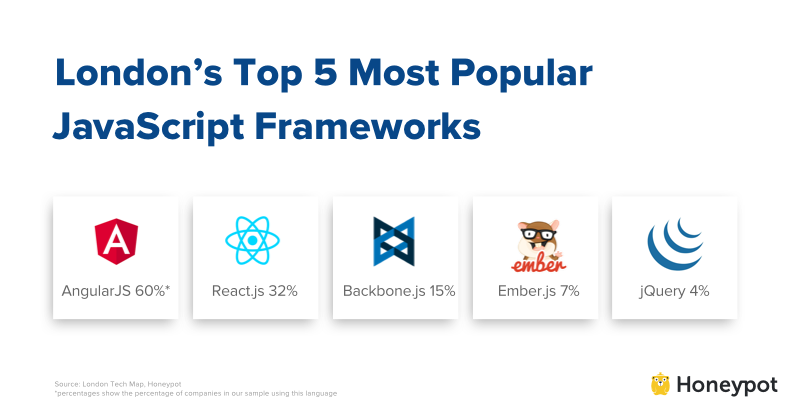 London’s Top 5 Most Popular
JavaScript Frameworks
A
ember
AngularJS 60%*
React.js 32%
Backbone.js 15%
Ember.js 7%
jQuery 4%
Source: London Tech Map, Honeypot
*percentages show the percentage of companies in our sample using this language
Honeypot